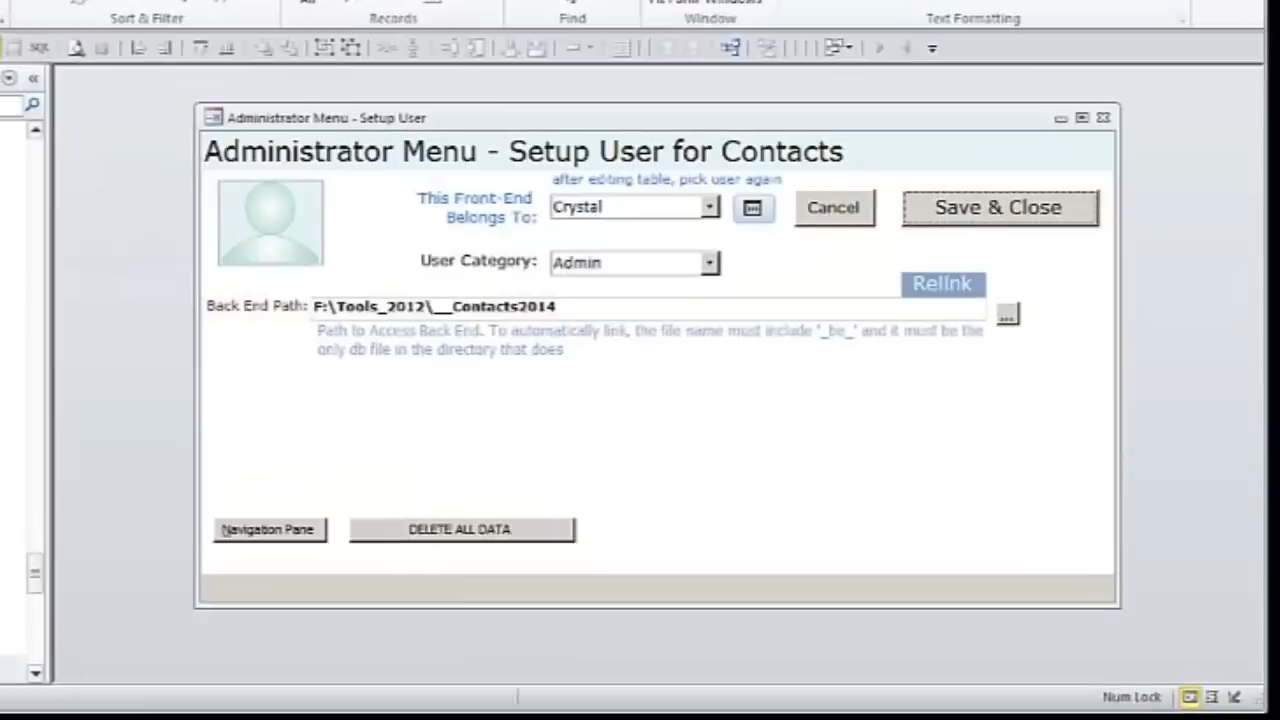 Sort & Filter
Records
Find
Window
Text Formatting
SQL
Administrator Menu - Setup User
Administrator Menu - Setup User for Contacts
after editing table, pick user again
This Front-End
Belongs To:
Crystal
Cancel
Save & Close
User Category:
Admin
Relink
Back End Path:
F:\Tools_2012\__Contacts2014
...
Path to Access Back End. To automatically link, the file name must include '_be_' and it must be the
only db file in the directory that does
Navigation Pane
DELETE ALL DATA
Num Lock